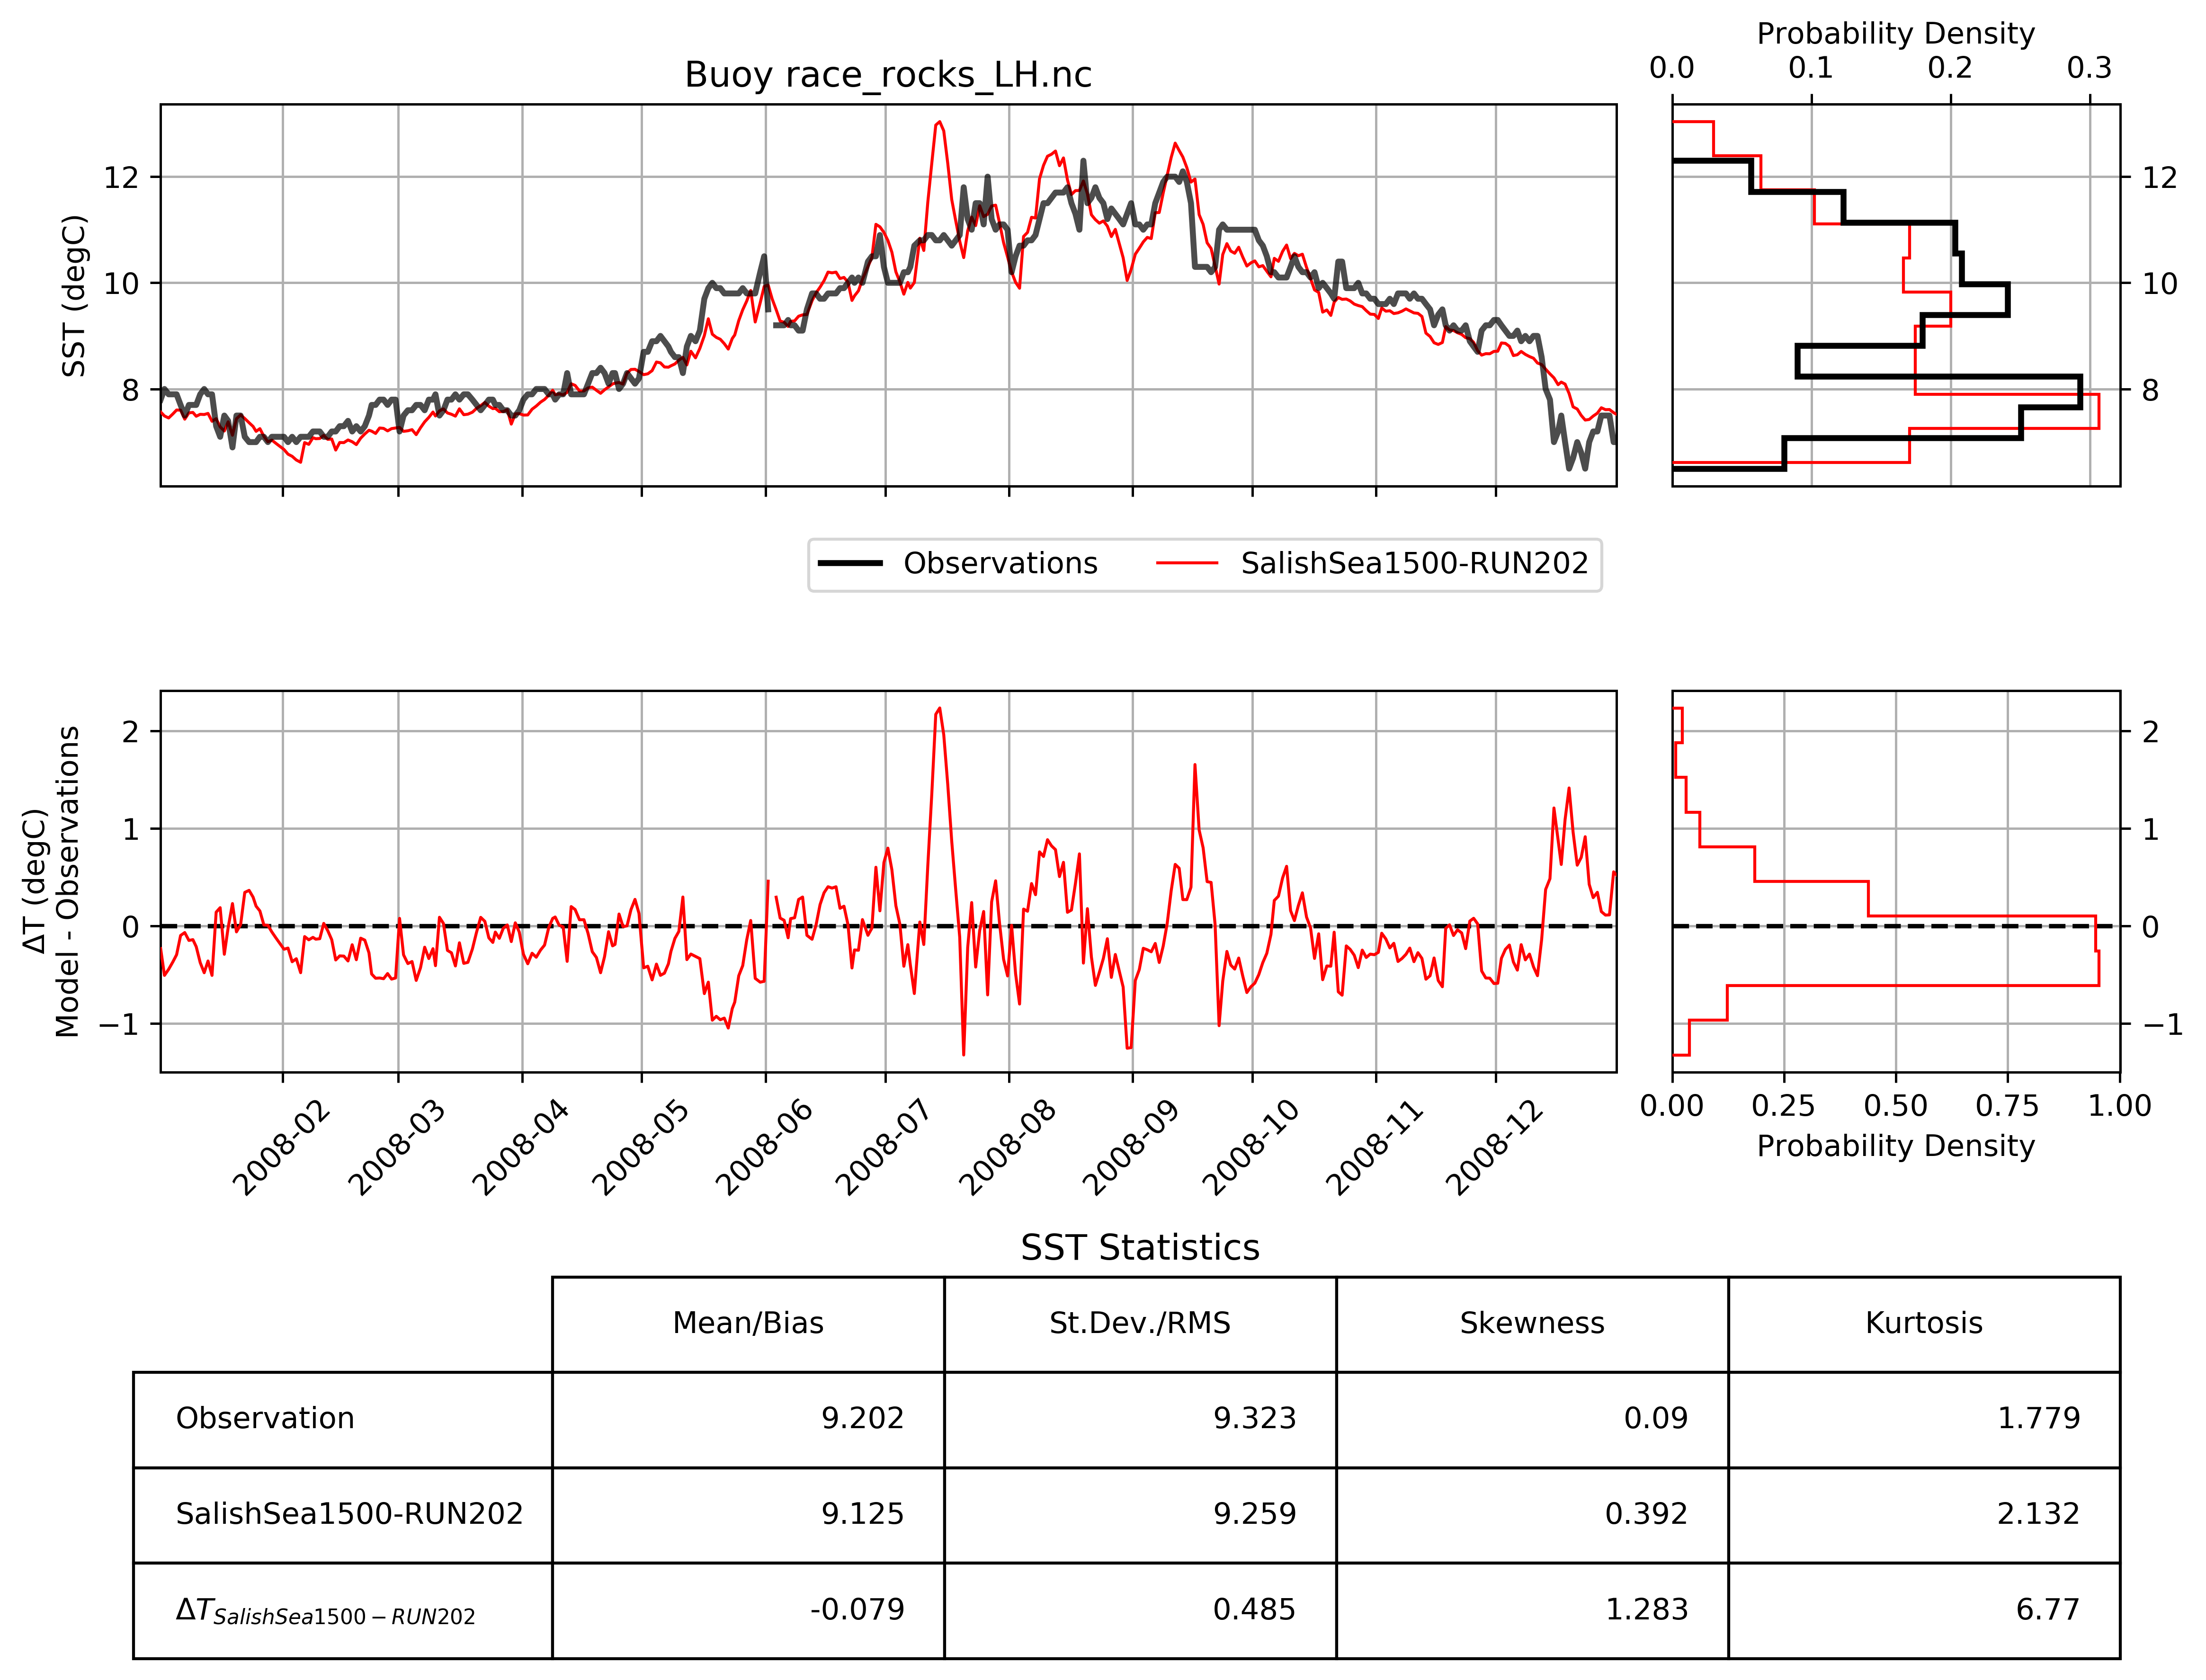 Probability Density
0.0 0.1 0.2 0.3
Buoy race_rocks_LH.nc
SST (degC)
12
10
8
12
10
8
Observations SalishSea1500-RUN202
ΔT (degC)
Model - Observations
2
1
0
−1
2
1
0
−1
2008-02 2008-03 2008-04 2008-05 2008-06 2008-07 2008-08 2008-09 2008-10 2008-11 2008-12
0.00 0.25 0.50 0.75 1.00
Probability Density
SST Statistics
Mean/Bias St.Dev./RMS Skewness Kurtosis
Observation 9.202 9.323 0.09 1.779
SalishSea1500-RUN202 9.125 9.259 0.392 2.132
ΔT SalishSea1500−RUN202 -0.079 0.485 1.283 6.77